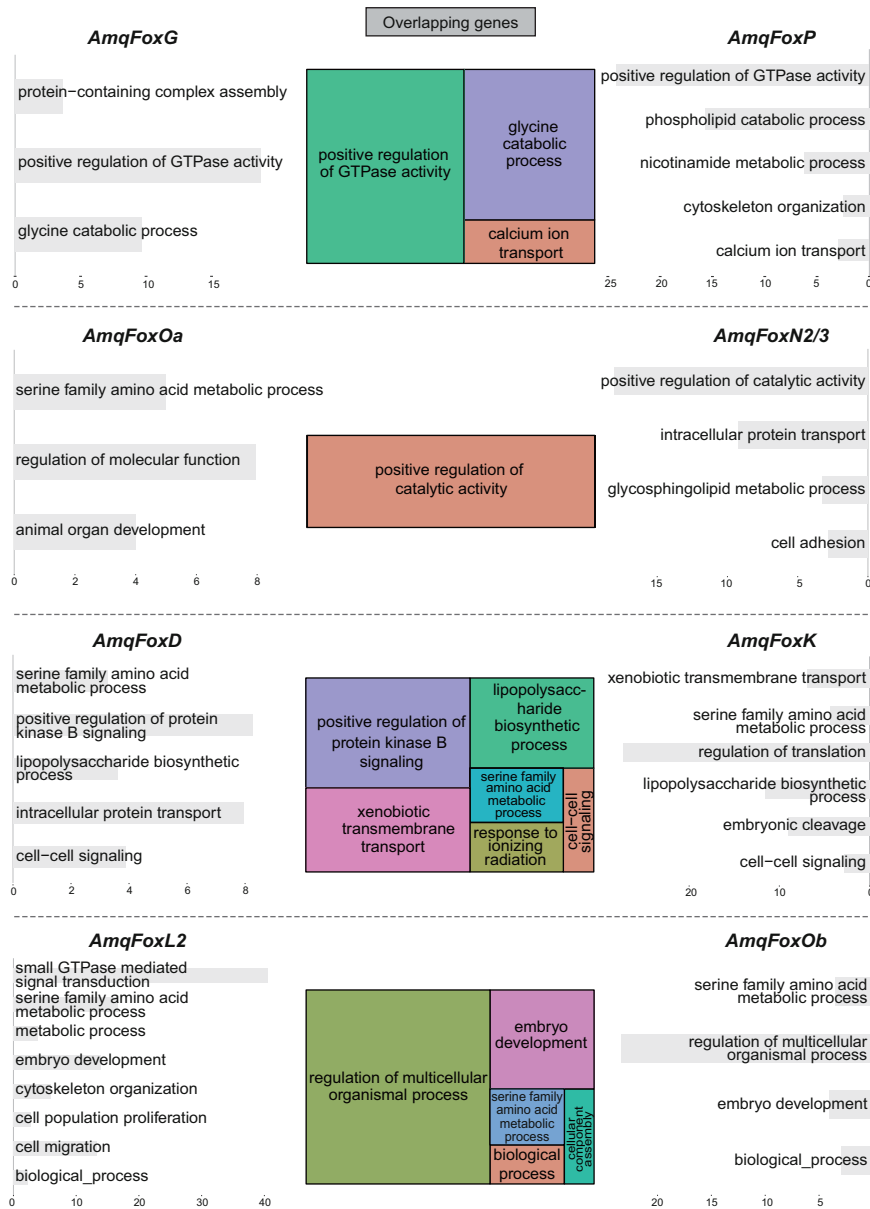 Overlapping genes
AmqFoxG
protein−containing complex assembly
positive regulation of GTPase activity
glycine catabolic process
0 5 10 15
positive regulation
of GTPase activity
glycine
catabolic
process
calcium ion
transport
AmqFoxP
positive regulation of GTPase activity
phospholipid catabolic process
nicotinamide metabolic process
cytoskeleton organization
calcium ion transport
25 20 15 10 5 0
AmqFoxOa
serine family amino acid metabolic process
regulation of molecular function
animal organ development
0 2 4 6 8
positive regulation of
catalytic activity
AmqFoxN2/3
positive regulation of catalytic activity
intracellular protein transport
glycosphingolipid metabolic process
cell adhesion
15 10 5 0
AmqFoxD
serine family amino acid
metabolic process
positive regulation of protein
kinase B signaling
lipopolysaccharide biosynthetic
process
intracellular protein transport
cell−cell signaling
0 2 4 6 8
positive regulation of
protein kinase B
signaling
xenobiotic
transmembrane
transport
lipopolysacc-
haride
biosynthetic
process
serine family
amino acid
metabolic
process
response to
ionizing
radiation
cell−cell
signaling
AmqFoxK
xenobiotic transmembrane transport
serine family amino acid
metabolic process
regulation of translation
lipopolysaccharide biosynthetic
process
embryonic cleavage
cell−cell signaling
20 10 0
AmqFoxL2
small GTPase mediated
signal transduction
serine family amino acid
metabolic process
metabolic process
embryo development
cytoskeleton organization
cell population proliferation
cell migration
biological_process
0 10 20 30 40
regulation of multicellular
organismal process
embryo
development
serine family
amino acid
metabolic
process
biological
process
cellular
component
assembly
AmqFoxOb
serine family amino acid
metabolic process
regulation of multicellular
organismal process
embryo development
biological_process
20 15 10 5 0